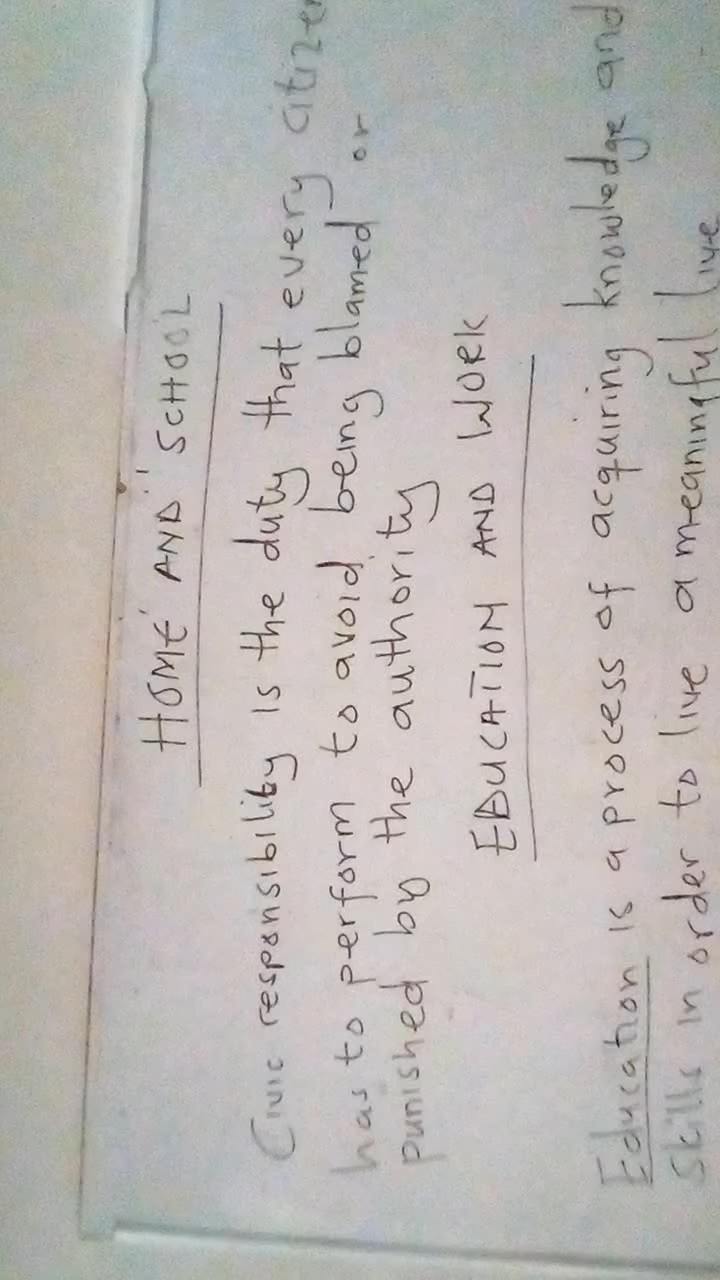 HOME AND SCHOOL
Civic responsibility is the duty that every citizen
has to perform to avoid being blamed or
punished by the authority
EDUCATION AND WORK
Education is a process of acquiring knowledge and
skills in order to live a meaningful live